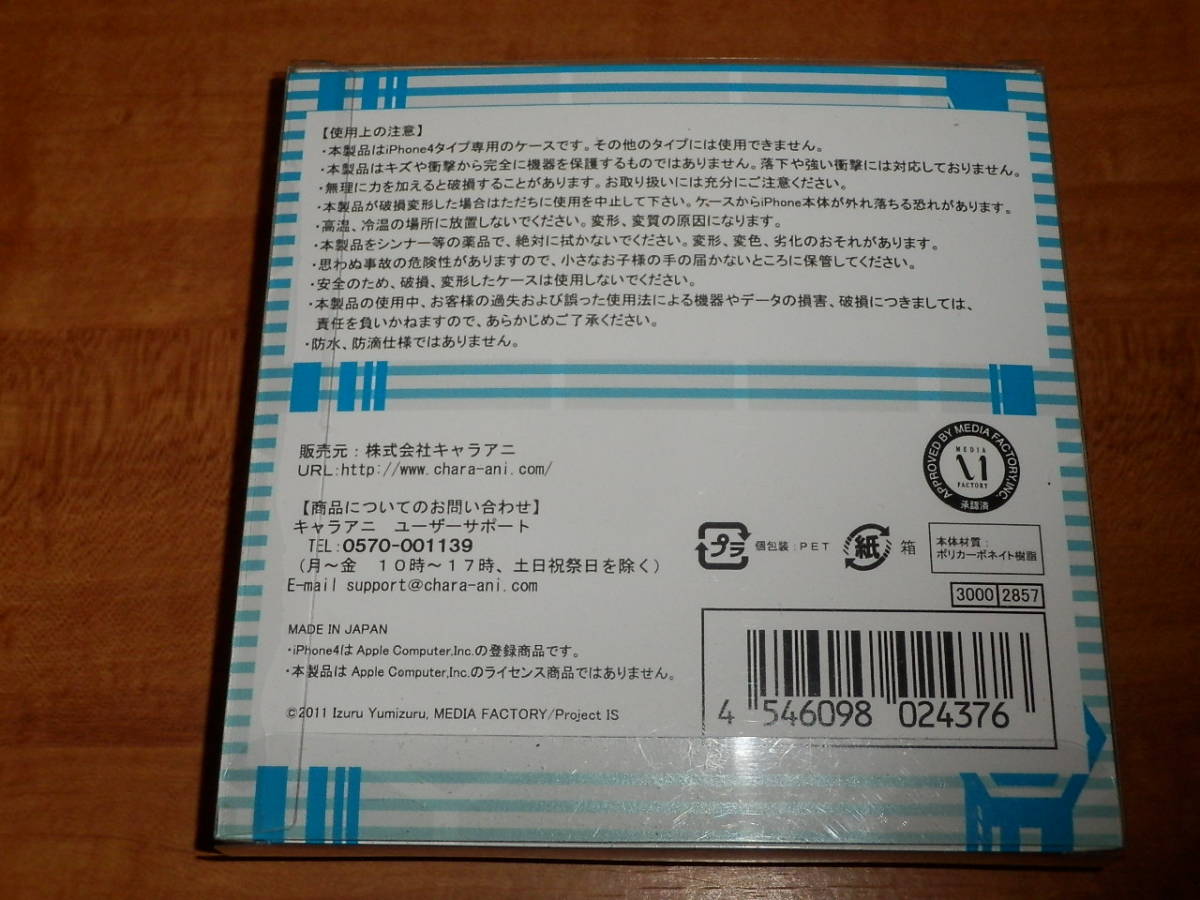 【使用上の注意】
・本製品はiPhone4タイプ専用のケースです。その他のタイプには使用できません。
・本製品はキズや衝撃から完全に機器を保護するものではありません。落下や強い衝撃には対応しておりません。
・無理に力を加えると破損することがあります。お取り扱いには充分にご注意ください。
・本製品が破損変形した場合はただちに使用を中止して下さい。ケースからiPhone本体が外れ落ちる恐れがあります。
・高温、冷温の場所に放置しないでください。変形、変質の原因になります。
・本製品をシンナー等の薬品で、絶対に拭かないでください。変形、変色、劣化のおそれがあります。
・思わぬ事故の危険性がありますので、小さなお子様の手の届かないところに保管してください。
・安全のため、破損、変形したケースは使用しないでください。
・本製品の使用中、お客様の過失および誤った使用法による機器やデータの損害、破損につきましては、
責任を負いかねますので、あらかじめご了承ください。
・防水、防滴仕様ではありません。
販売元：株式会社キャラアニ
URL:http://www.chara-ani.com/
【商品についてのお問い合わせ】
キャラアニ　ユーザーサポート
TEL:0570-001139
（月～金　１０時～１７時、土日祝祭日を除く）
E-mail support@chara-ani.com
MADE IN JAPAN
・iPhone4は Apple Computer,Inc.の登録商品です。
・本製品は Apple Computer,Inc.のライセンス商品ではありません。
©2011 Izuru Yumizuru, MEDIA FACTORY/Project IS
APPROVED BY MEDIA FACTORY,INC.
MEDIA
FACTORY
承認済
プラ
個包装：PET
紙
箱
本体材質：
ポリカーボネイト樹脂
3000 2857
4 546098 024376